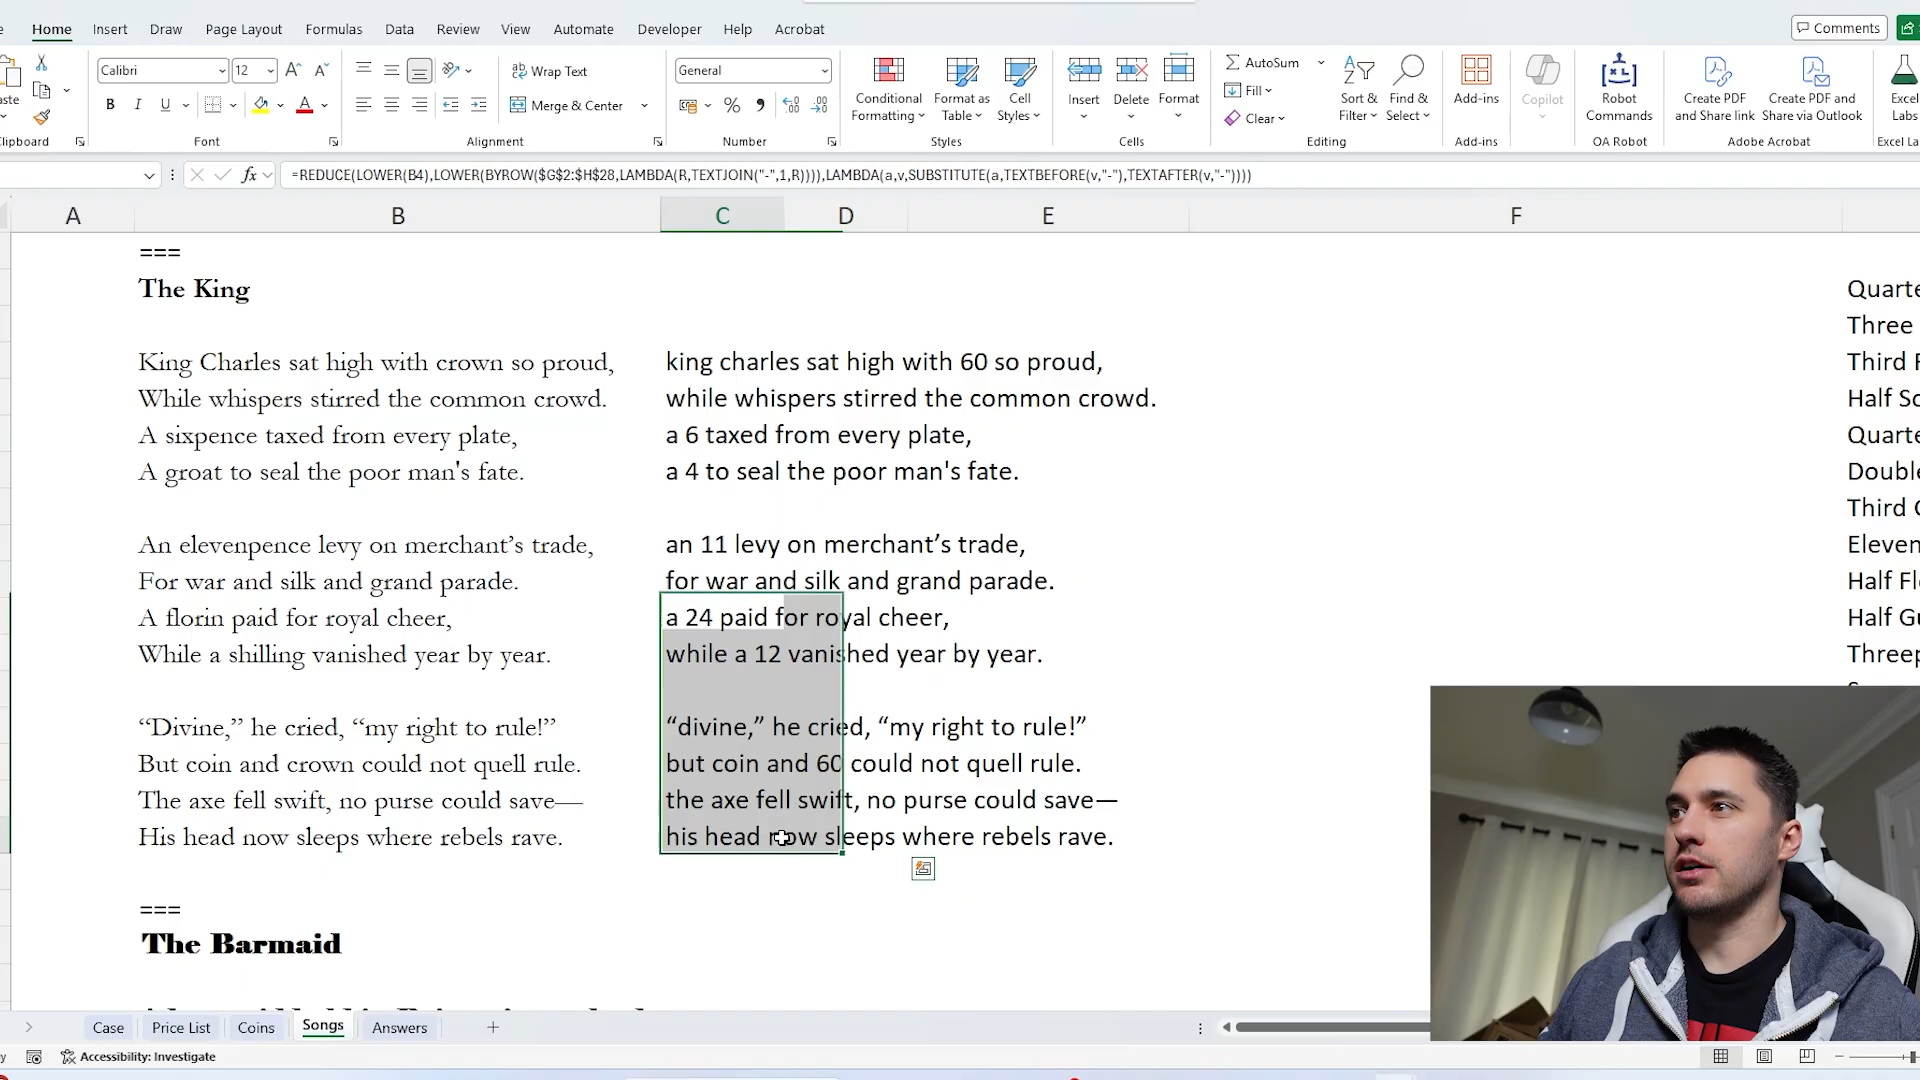 Home Insert Draw Page Layout Formulas Data Review View Automate Developer Help Acrobat Comments
Calibri 12 Wrap Text General AutoSum
B I U Merge & Center % Fill Clear
Conditional Formatting Format as Table Cell Styles Insert Delete Format Sort & Filter Find & Select Add-ins Copilot Robot Commands Create PDF and Share link Create PDF and Share via Outlook Excel Labs
Font Alignment Number Styles Cells Editing Add-ins OA Robot Adobe Acrobat
fx =REDUCE(LOWER(B4),LOWER(BYROW($G$2:$H$28,LAMBDA(R,TEXTJOIN("-",1,R)))),LAMBDA(a,v,SUBSTITUTE(a,TEXTBEFORE(v,"-"),TEXTAFTER(v,"-"))))
A B C D E F
===
The King
King Charles sat high with crown so proud, king charles sat high with 60 so proud,
While whispers stirred the common crowd. while whispers stirred the common crowd.
A sixpence taxed from every plate, a 6 taxed from every plate,
A groat to seal the poor man's fate. a 4 to seal the poor man's fate.
An elevenpence levy on merchant’s trade, an 11 levy on merchant’s trade,
For war and silk and grand parade. for war and silk and grand parade.
A florin paid for royal cheer, a 24 paid for royal cheer,
While a shilling vanished year by year. while a 12 vanished year by year.
“Divine,” he cried, “my right to rule!” “divine,” he cried, “my right to rule!”
But coin and crown could not quell rule. but coin and 60 could not quell rule.
The axe fell swift, no purse could save— the axe fell swift, no purse could save—
His head now sleeps where rebels rave. his head now sleeps where rebels rave.
===
The Barmaid
Three
Third
Half
Third
Half
Half
Case Price List Coins Songs Answers
Accessibility: Investigate